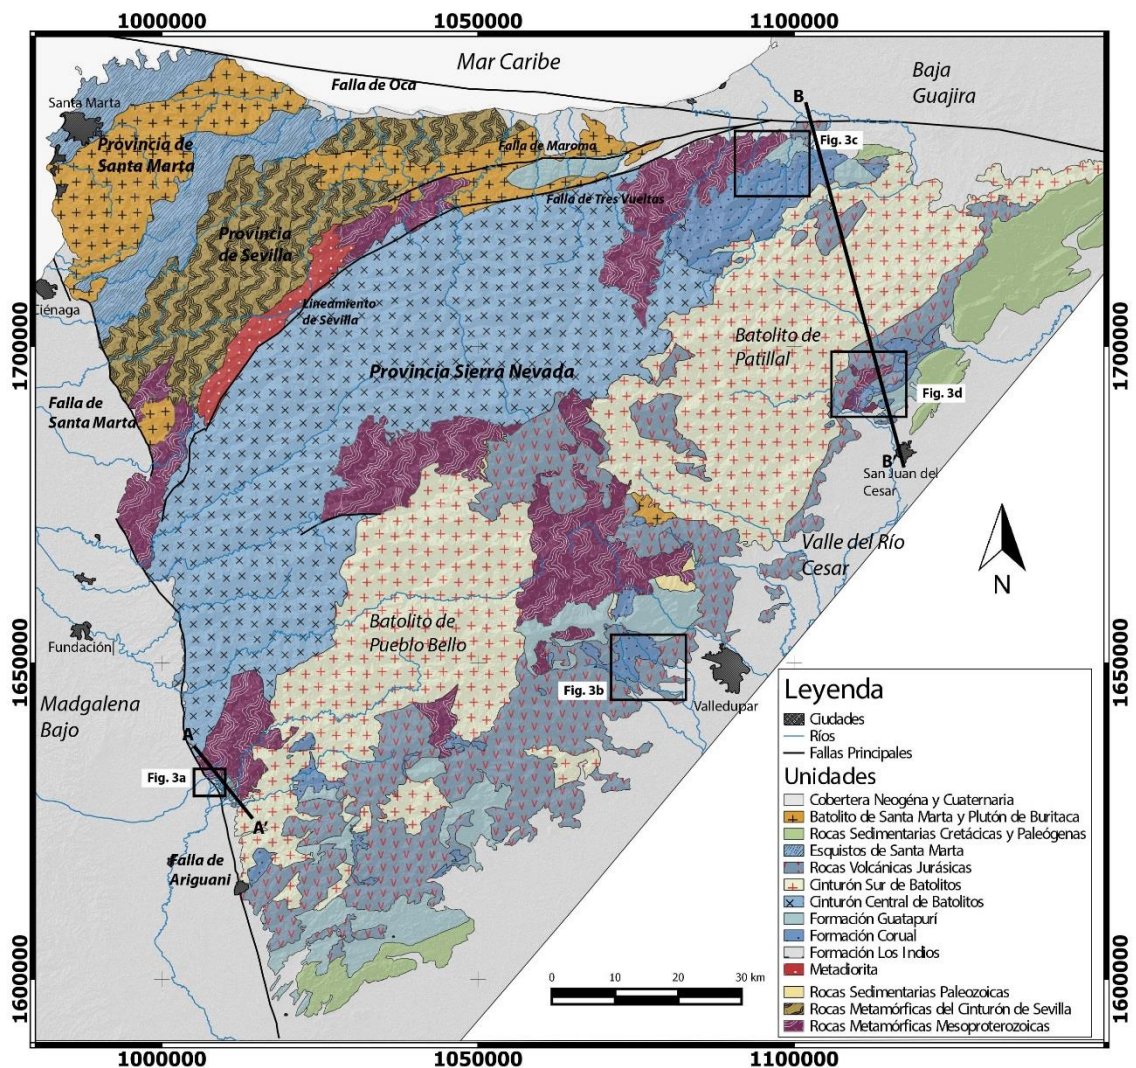 1000000
1050000
1100000
Mar Caribe
Baja
Guajira
Falla de Oca
B
Santa Marta
Provincia de
Santa Marta
Falla de Maroma
Fig. 3c
Falla de Tres Vueltas
Provincia
de Sevilla
Ciénaga
Lineamiento
de Sevilla
1700000
1700000
Batolito de
Patillal
Provincia Sierra Nevada
Falla de
Santa Marta
Fig. 3d
B'
San Juan del
Cesar
Valle del Río
Cesar
N
Batolito de
Pueblo Bello
Fundación
1650000
1650000
Fig. 3b
Valledupar
Madgalena
Bajo
A
Fig. 3a
A'
Falla de
Ariguani
Leyenda
Ciudades
Ríos
Fallas Principales
Unidades
Cobertera Neogéna y Cuaternaria
Batolito de Santa Marta y Plutón de Buritaca
Rocas Sedimentarias Cretácicas y Paleógenas
Esquistos de Santa Marta
Rocas Volcánicas Jurásicas
Cinturón Sur de Batolitos
Cinturón Central de Batolitos
Formación Guatapurí
Formación Corual
Formación Los Indios
Metadiorita
Rocas Sedimentarias Paleozoicas
Rocas Metamórficas del Cinturón de Sevilla
Rocas Metamórficas Mesoproterozoicas
0 10 20 30 km
1600000
1600000
1000000
1050000
1100000